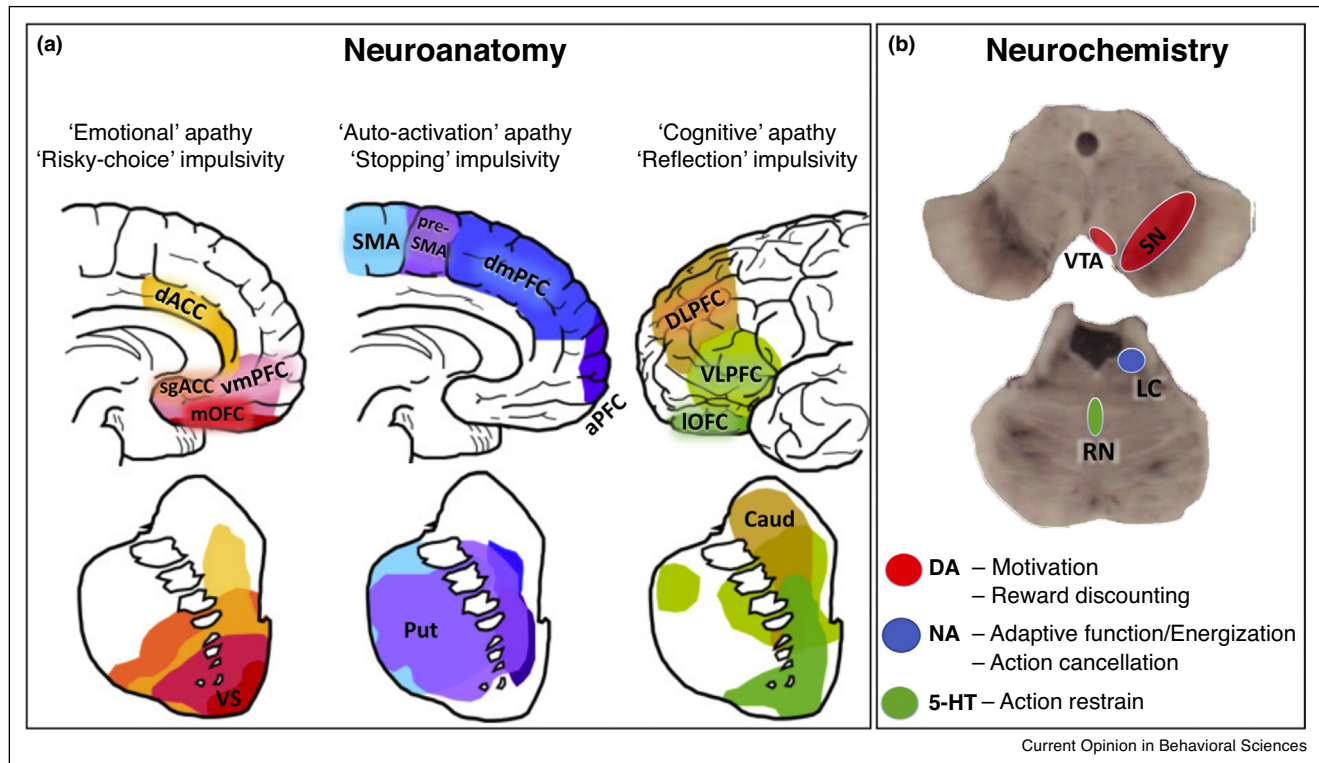 (a)
Neuroanatomy
‘Emotional’ apathy
‘Risky-choice’ impulsivity
‘Auto-activation’ apathy
‘Stopping’ impulsivity
‘Cognitive’ apathy
‘Reflection’ impulsivity
dACC
sgACC
vmPFC
mOFC
SMA
pre-
SMA
dmPFC
aPFC
DLPFC
VLPFC
lOFC
VS
Put
Caud
(b)
Neurochemistry
VTA
SN
LC
RN
DA – Motivation
– Reward discounting
NA – Adaptive function/Energization
– Action cancellation
5-HT – Action restrain
Current Opinion in Behavioral Sciences